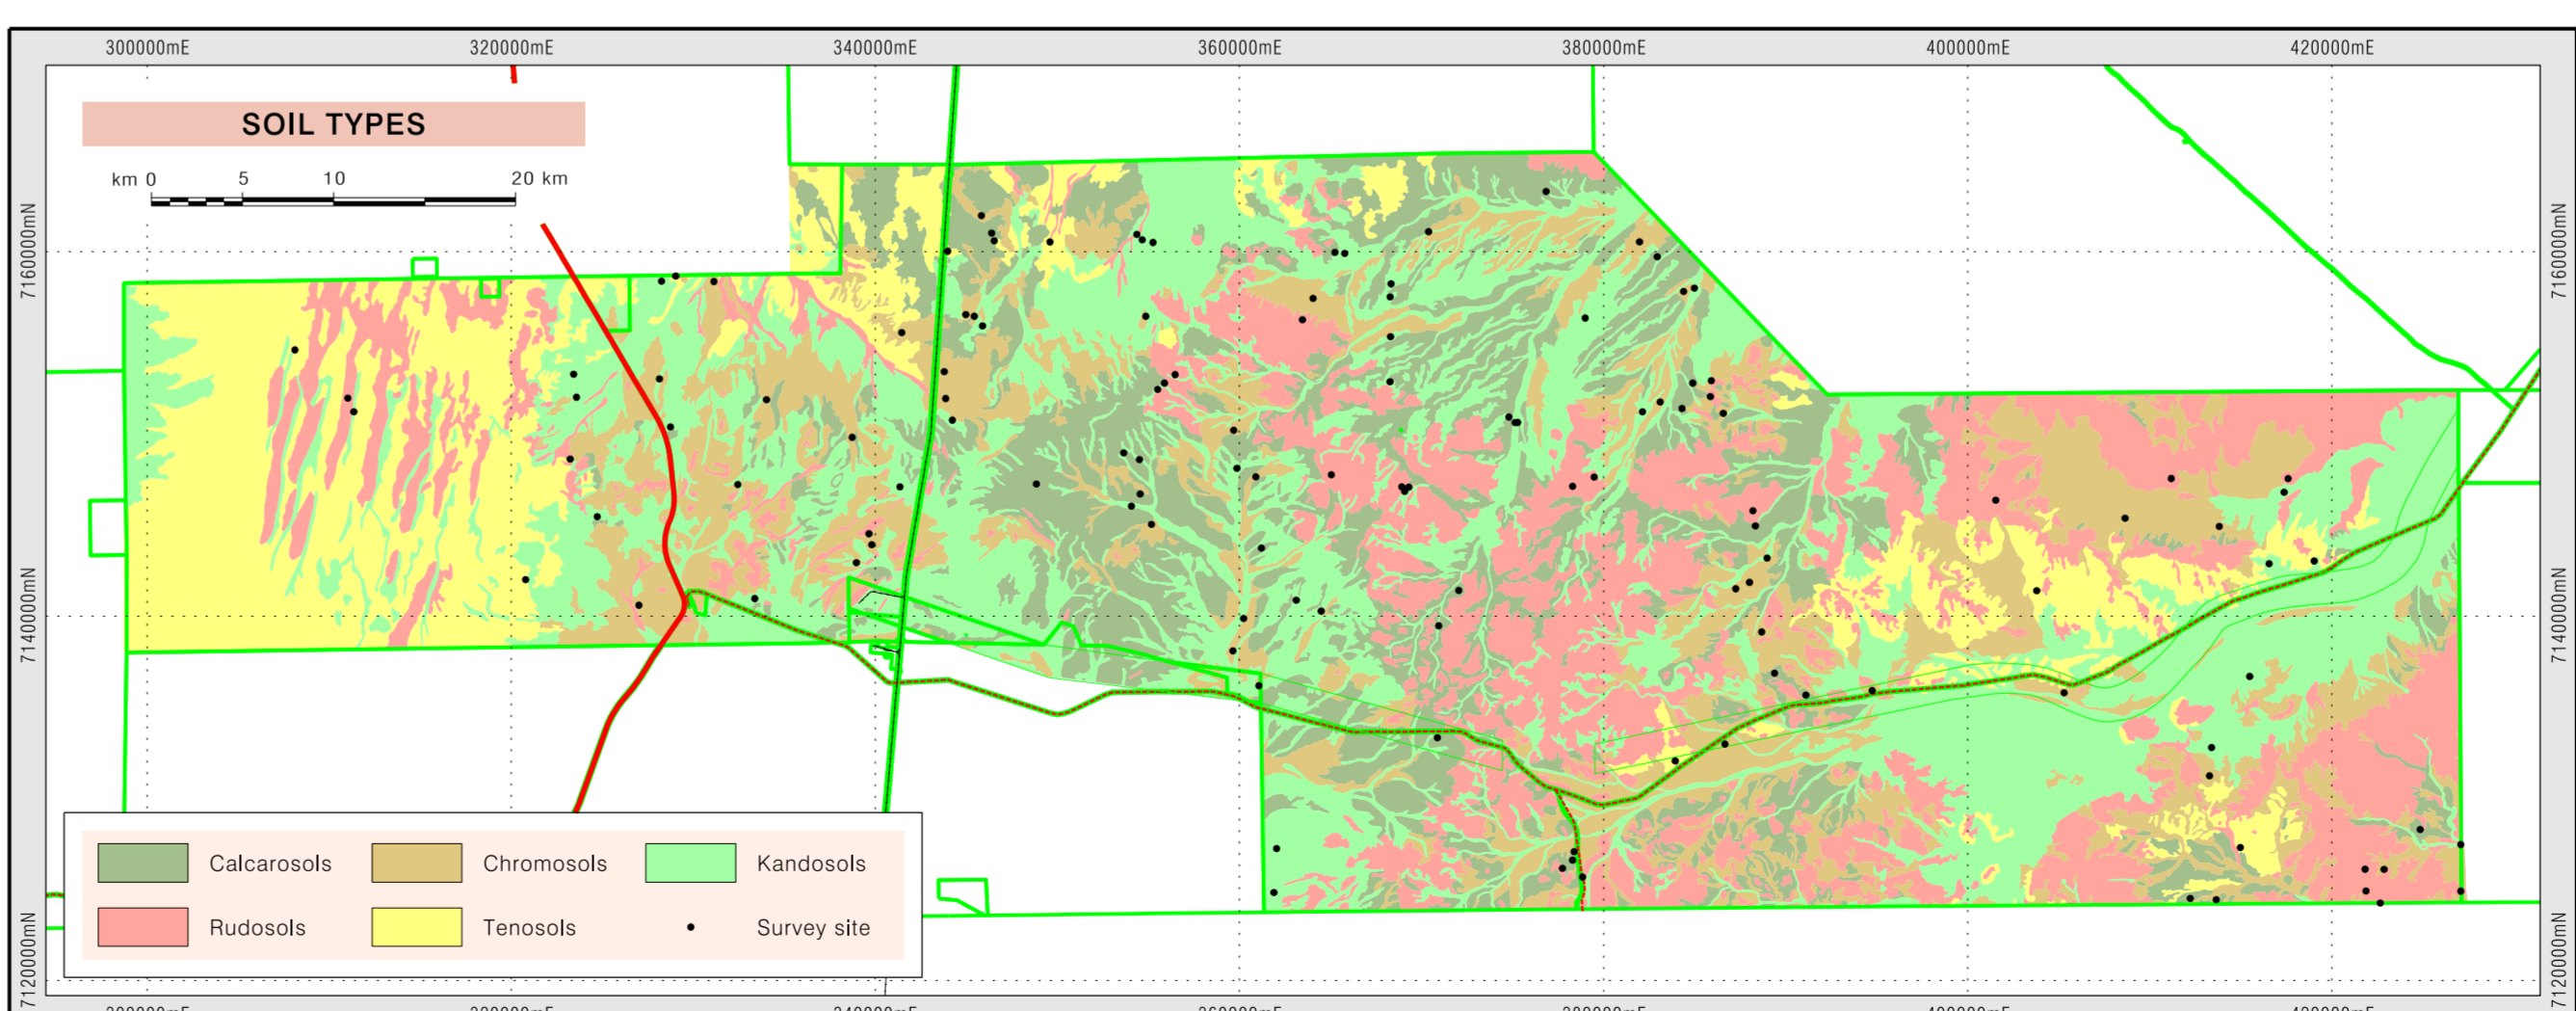 300000mE 320000mE 340000mE 360000mE 380000mE 400000mE 420000mE
SOIL TYPES
km 0 5 10 20 km
7160000mN 7160000mN
7140000mN 7140000mN
Calcarosols Chromosols Kandosols
Rudosols Tenosols Survey site
7120000mN 7120000mN